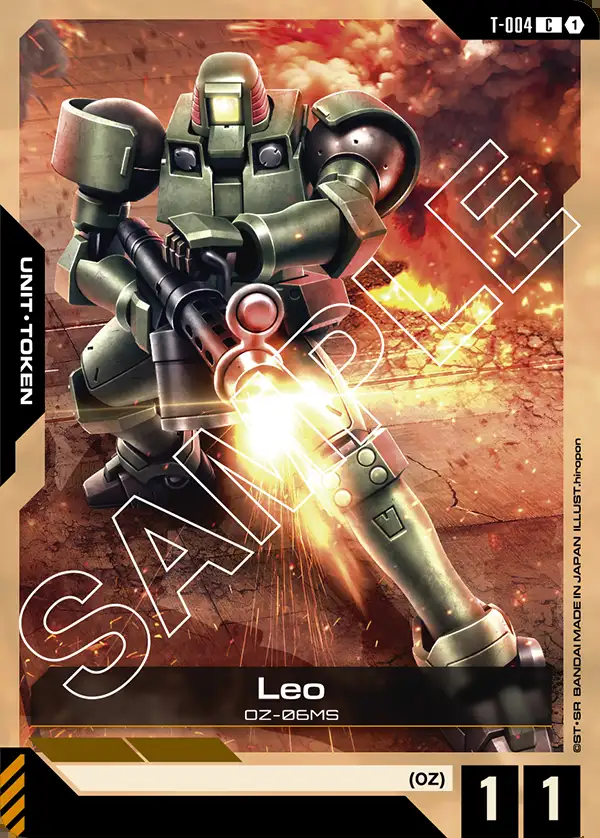 T-004 C 1
UNIT・TOKEN
SAMPLE
©ST・SR BANDAI MADE IN JAPAN ILLUST.hiropon
Leo
OZ-06MS
(OZ)
1 1